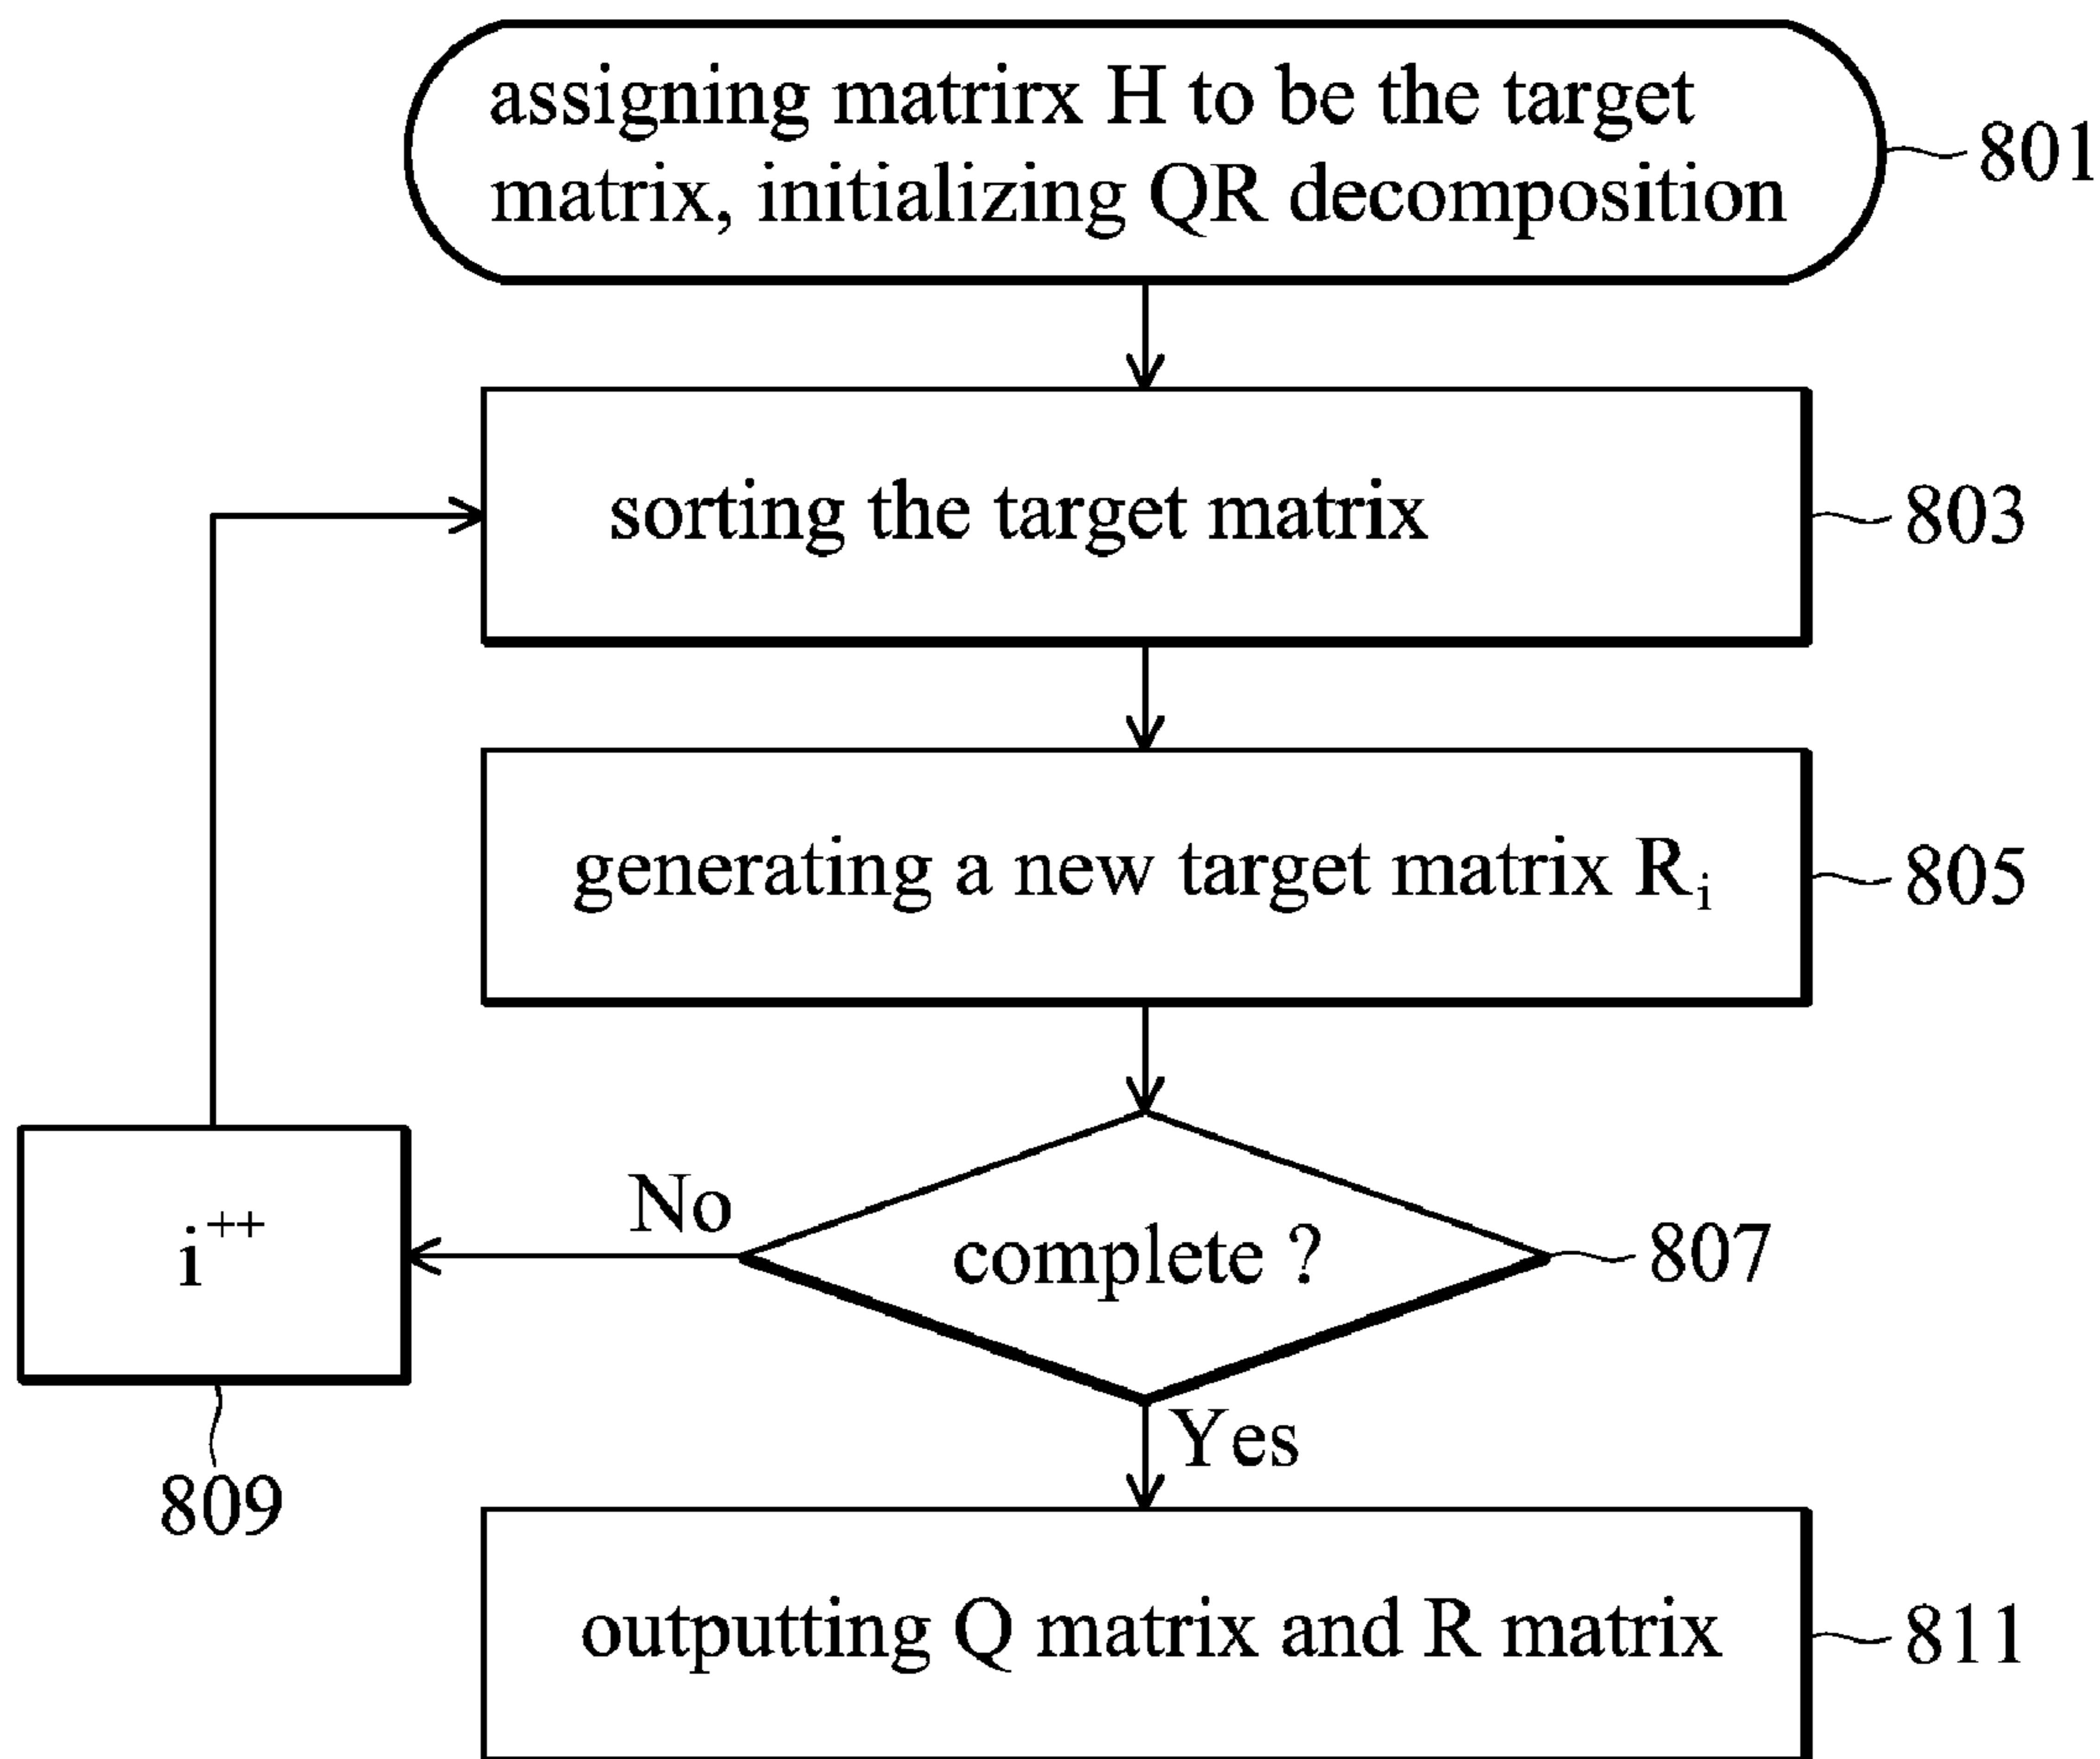 assigning matrirx H to be the target
matrix, initializing QR decomposition
801
sorting the target matrix
803
generating a new target matrix Ri
805
complete ?
807
No
i++
809
Yes
outputting Q matrix and R matrix
811